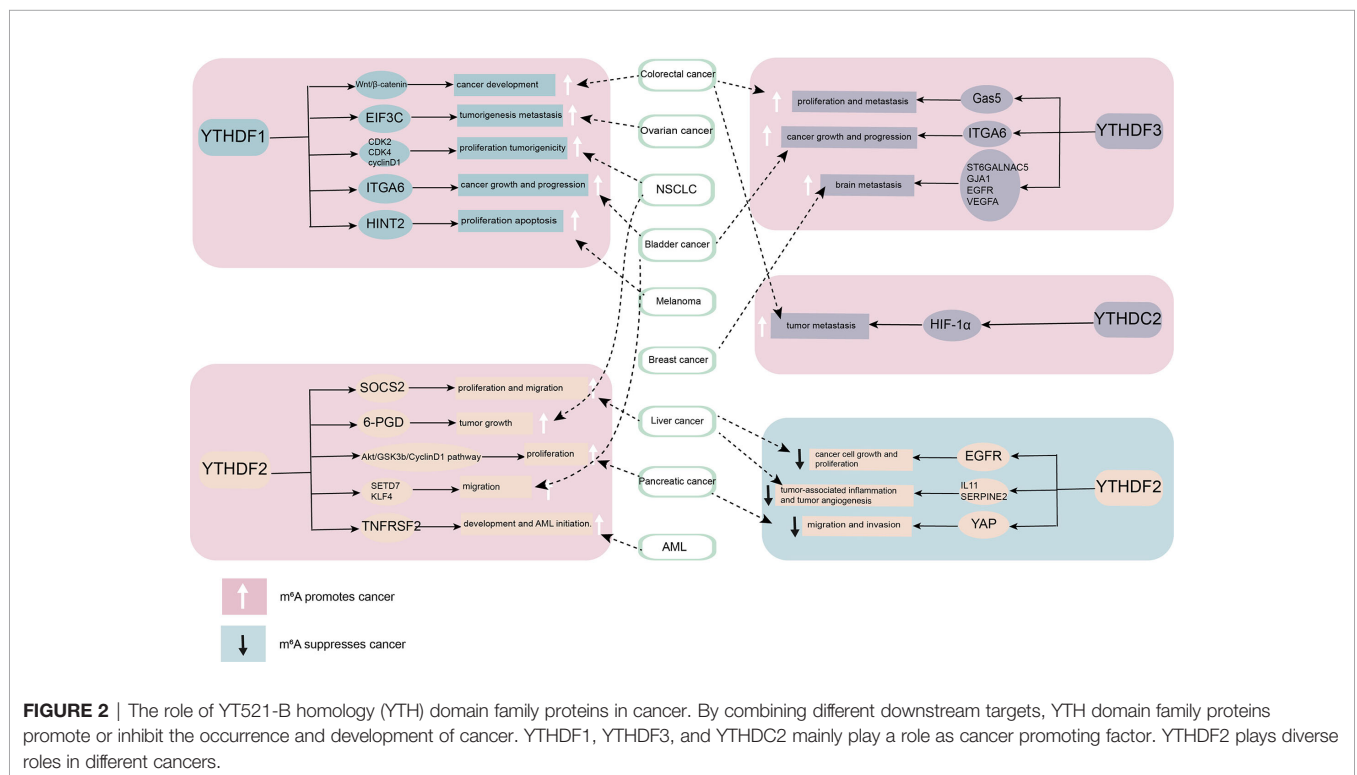 YTHDF1
Wnt/β-catenin
cancer development
EIF3C
tumorigenesis metastasis
CDK2
CDK4
cyclinD1
proliferation tumorigenicity
ITGA6
cancer growth and progression
HINT2
proliferation apoptosis
YTHDF2
SOCS2
proliferation and migration
6-PGD
tumor growth
Akt/GSK3b/CyclinD1 pathway
proliferation
SETD7
KLF4
migration
TNFRSF2
development and AML initiation.
Colorectal cancer
Ovarian cancer
NSCLC
Bladder cancer
Melanoma
Breast cancer
Liver cancer
Pancreatic cancer
AML
proliferation and metastasis
Gas5
cancer growth and progression
ITGA6
YTHDF3
brain metastasis
ST6GALNAC5
GJA1
EGFR
VEGFA
tumor metastasis
HIF-1α
YTHDC2
cancer cell growth and
proliferation
EGFR
tumor-associated inflammation
and tumor angiogenesis
IL11
SERPINE2
YTHDF2
migration and invasion
YAP
m⁶A promotes cancer
m⁶A suppresses cancer
FIGURE 2 | The role of YT521-B homology (YTH) domain family proteins in cancer. By combining different downstream targets, YTH domain family proteins
promote or inhibit the occurrence and development of cancer. YTHDF1, YTHDF3, and YTHDC2 mainly play a role as cancer promoting factor. YTHDF2 plays diverse
roles in different cancers.